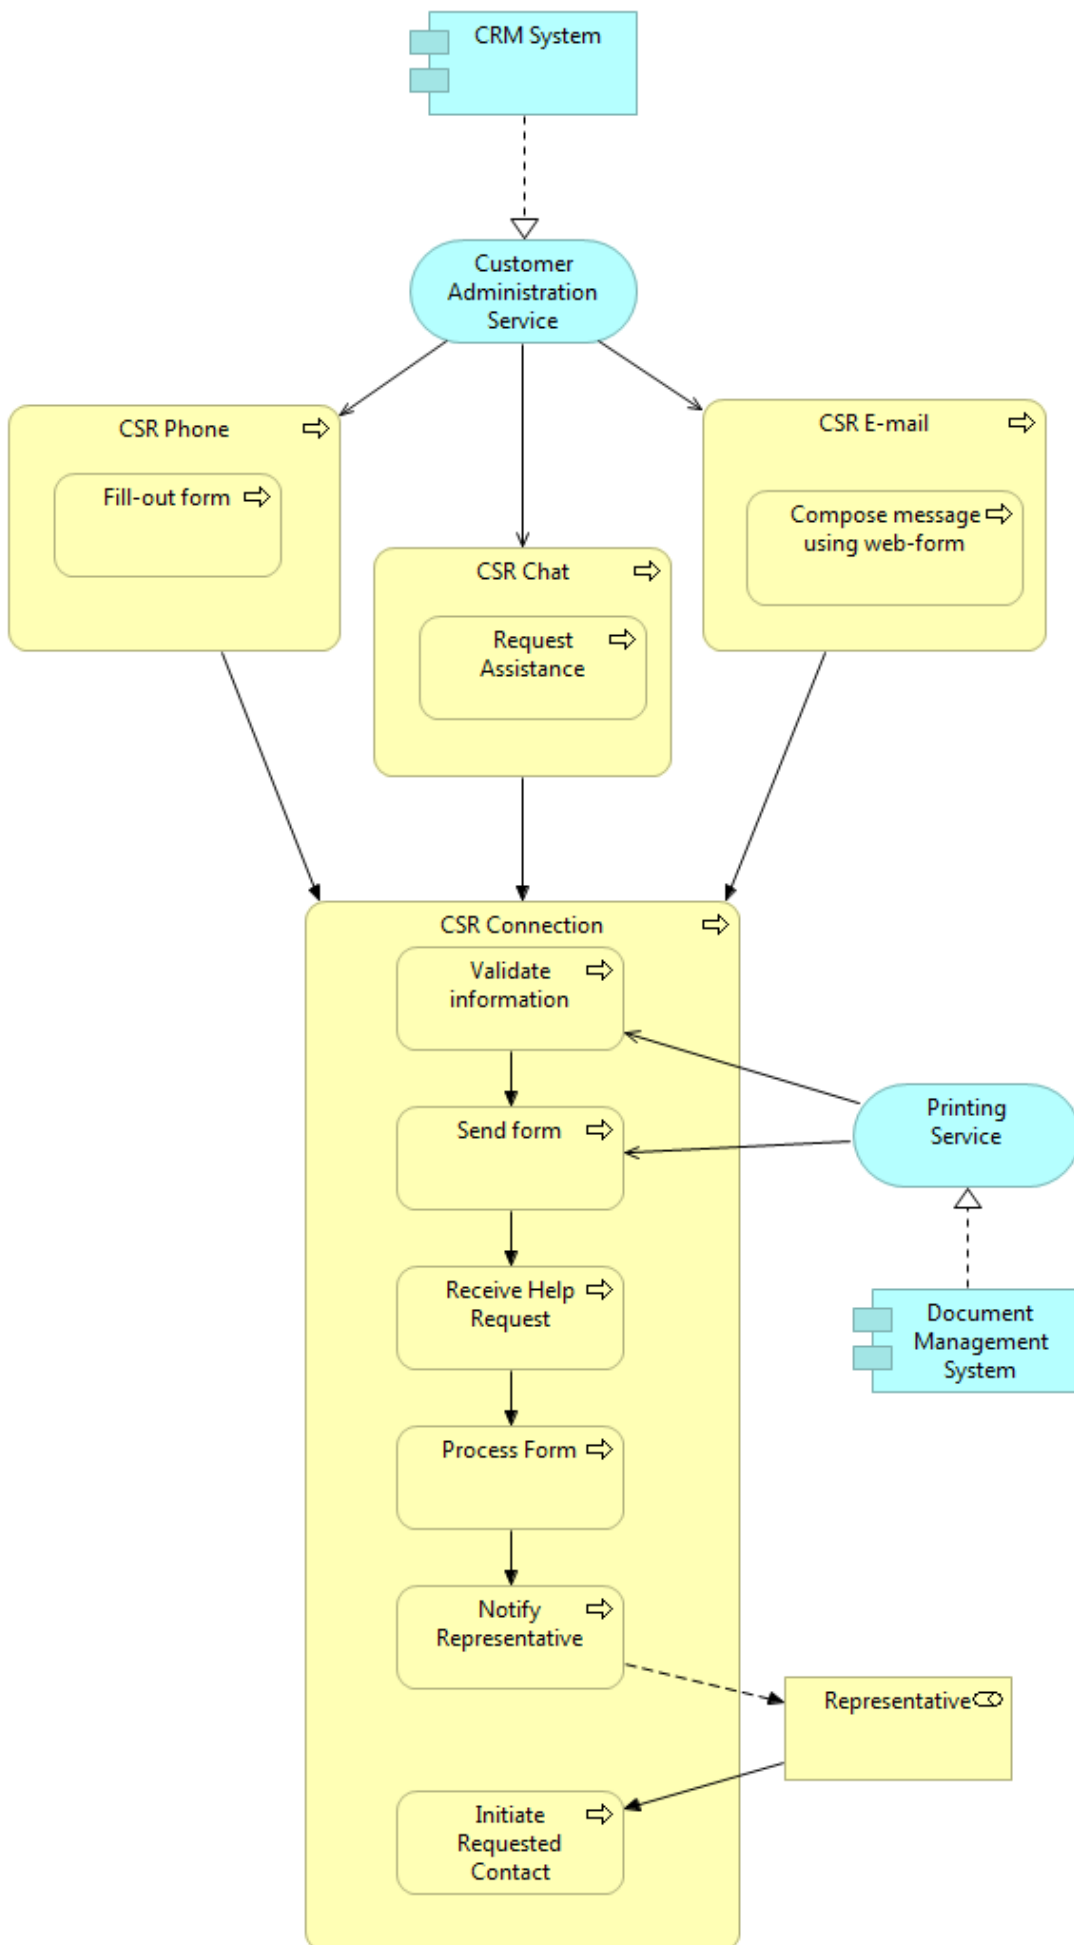 CRM System
Customer
Administration
Service
CSR Phone
Fill-out form
CSR Chat
Request
Assistance
CSR E-mail
Compose message
using web-form
CSR Connection
Validate
information
Send form
Receive Help
Request
Process Form
Notify
Representative
Initiate
Requested
Contact
Printing
Service
Document
Management
System
Representative